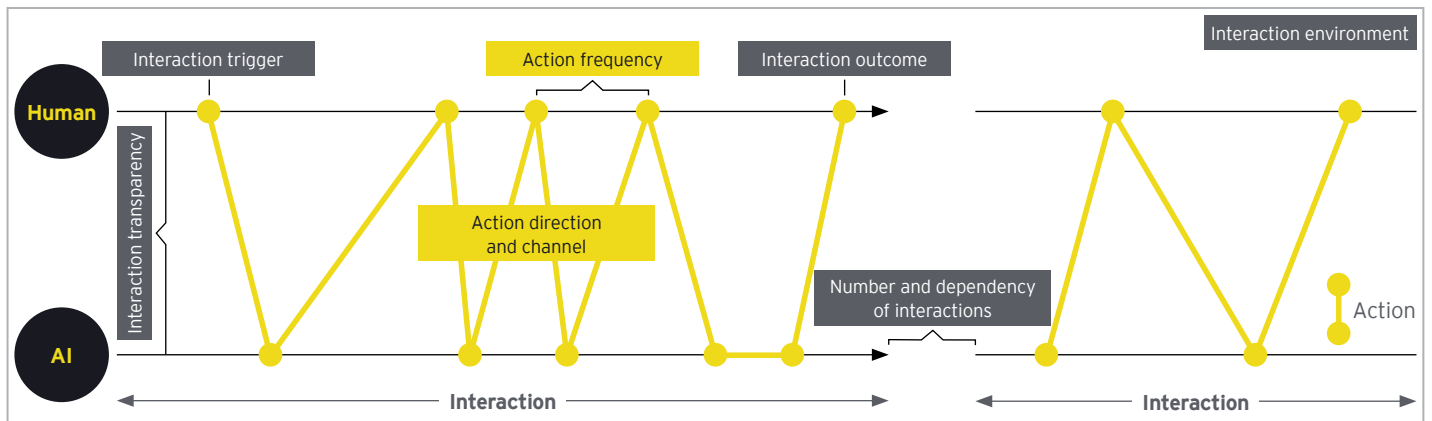 Interaction environment
Interaction trigger
Action frequency
Interaction outcome
Human
Interaction transparency
Action direction
and channel
Number and dependency
of interactions
Action
AI
Interaction
Interaction